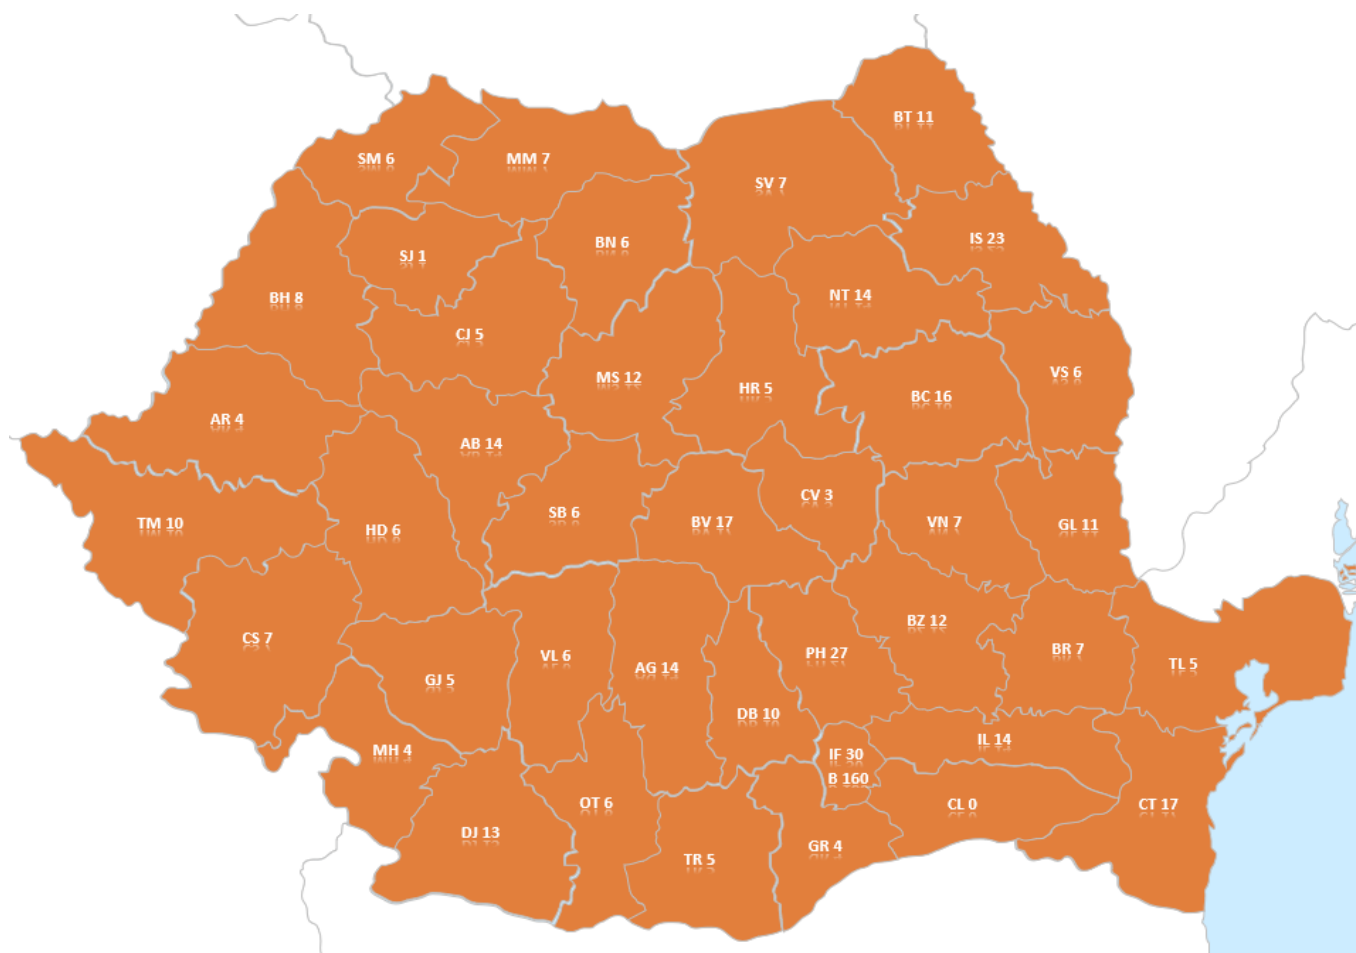 BT 11
SM 6
MM 7
SV 7
IS 23
BN 6
SJ 1
NT 14
BH 8
CJ 5
VS 6
MS 12
HR 5
BC 16
AR 4
AB 14
CV 3
SB 6
BV 17
VN 7
GL 11
TM 10
HD 6
BZ 12
CS 7
BR 7
PH 27
VL 6
TL 5
AG 14
GJ 5
DB 10
IL 14
MH 4
IF 30
B 160
OT 6
CL 0
CT 17
DJ 13
GR 4
TR 5